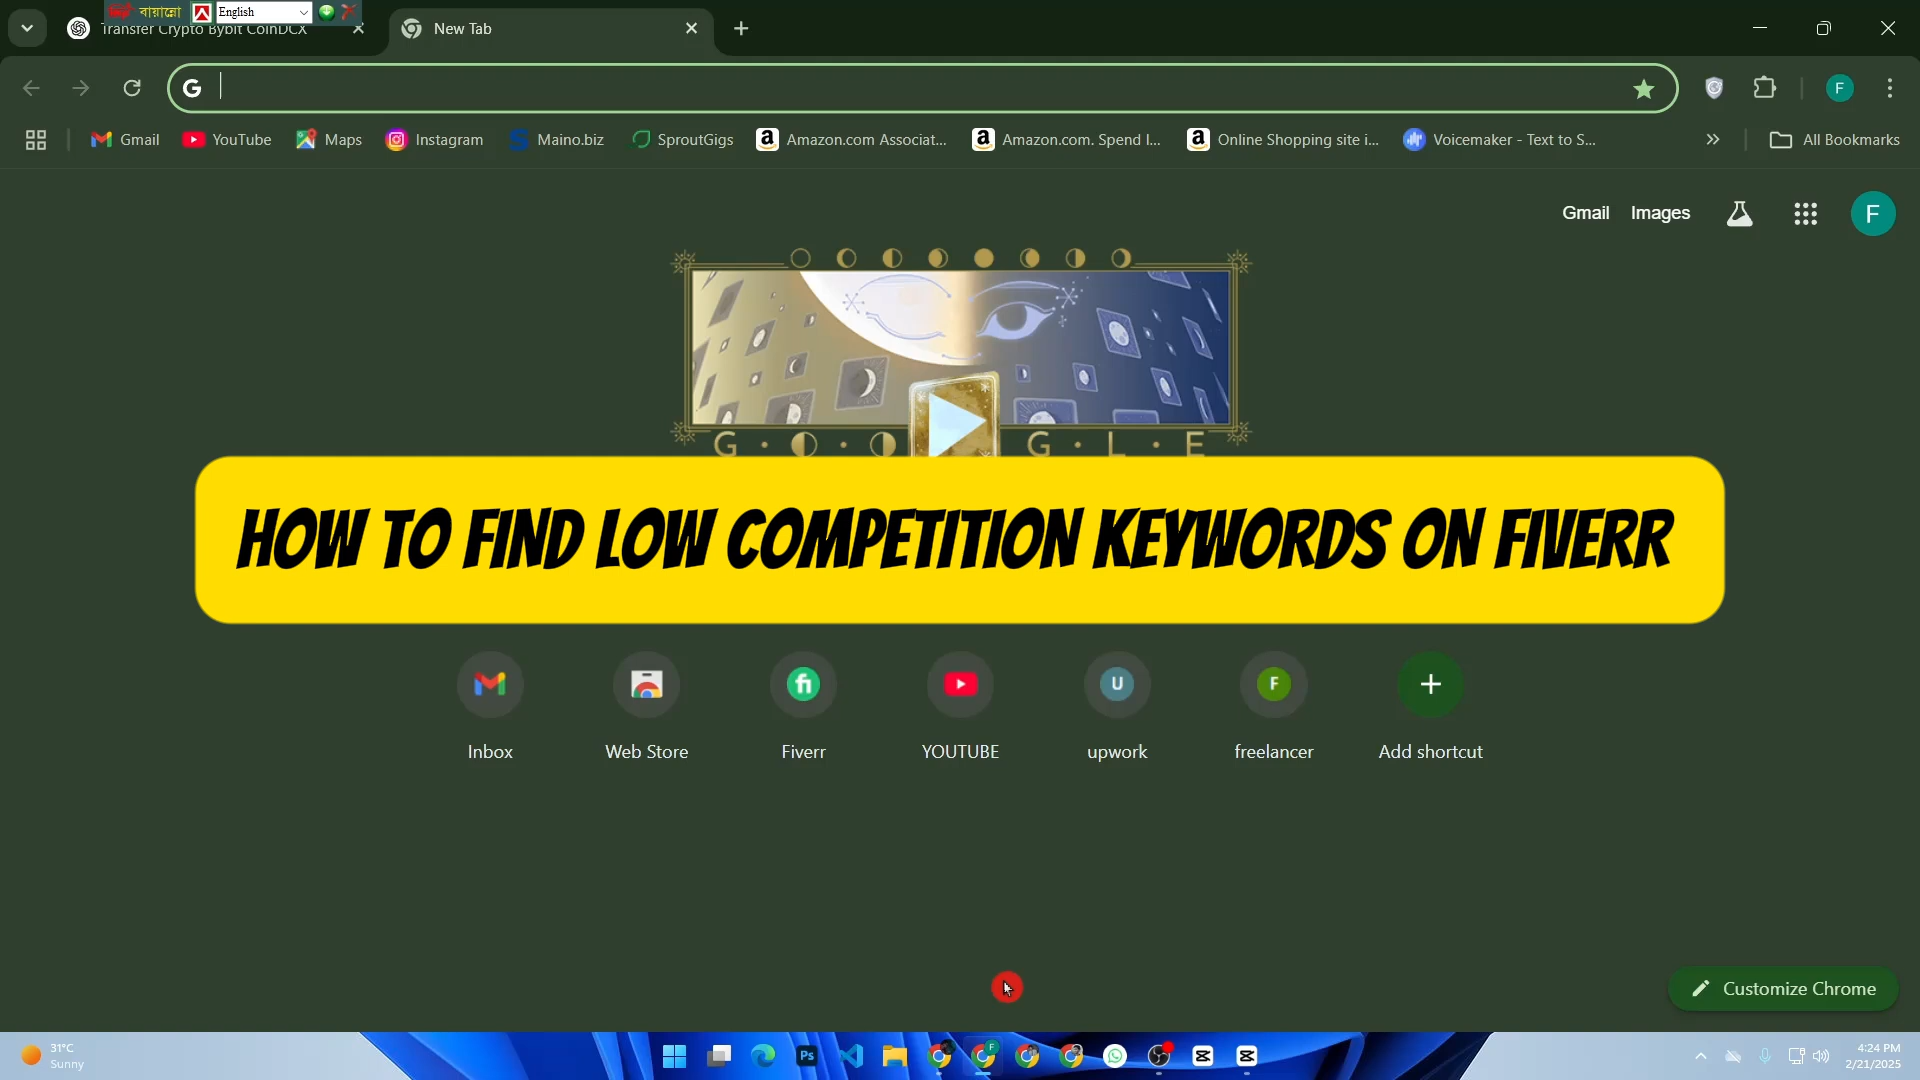 বায়ান্নো
English
Transfer Crypto Bybit CoinDCX
New Tab
Gmail
YouTube
Maps
Instagram
Maino.biz
SproutGigs
Amazon.com Associat...
Amazon.com. Spend l...
Online Shopping site i...
Voicemaker - Text to S...
All Bookmarks
F
Gmail
Images
F
G G L E
HOW TO FIND LOW COMPETITION KEYWORDS ON FIVERR
Inbox
Web Store
Fiverr
YOUTUBE
upwork
freelancer
Add shortcut
Customize Chrome
31°C
Sunny
4:24 PM
2/21/2025